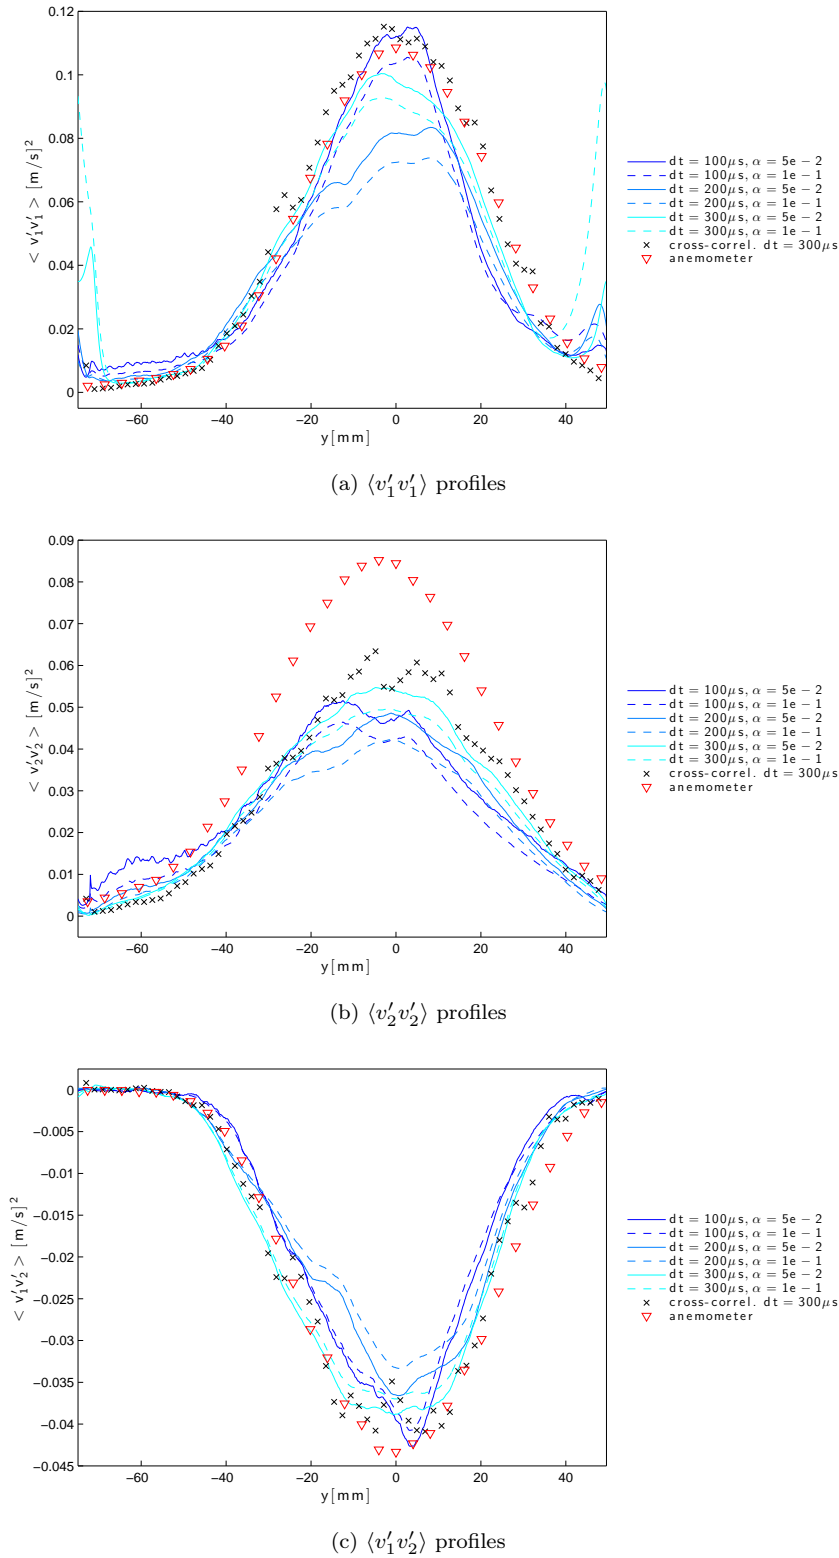 0.12
0.1
0.08
0.06
0.04
0.02
0
< v′₁v′₁ > [m/s]²
−60 −40 −20 0 20 40
y[mm]
dt = 100μs, α = 5e − 2
dt = 100μs, α = 1e − 1
dt = 200μs, α = 5e − 2
dt = 200μs, α = 1e − 1
dt = 300μs, α = 5e − 2
dt = 300μs, α = 1e − 1
cross-correl. dt = 300μs
anemometer
(a) ⟨v′₁v′₁⟩ profiles
0.09
0.08
0.07
0.06
0.05
0.04
0.03
0.02
0.01
0
< v′₂v′₂ > [m/s]²
−60 −40 −20 0 20 40
y[mm]
dt = 100μs, α = 5e − 2
dt = 100μs, α = 1e − 1
dt = 200μs, α = 5e − 2
dt = 200μs, α = 1e − 1
dt = 300μs, α = 5e − 2
dt = 300μs, α = 1e − 1
cross-correl. dt = 300μs
anemometer
(b) ⟨v′₂v′₂⟩ profiles
0
−0.005
−0.01
−0.015
−0.02
−0.025
−0.03
−0.035
−0.04
−0.045
< v′₁v′₂ > [m/s]²
−60 −40 −20 0 20 40
y[mm]
dt = 100μs, α = 5e − 2
dt = 100μs, α = 1e − 1
dt = 200μs, α = 5e − 2
dt = 200μs, α = 1e − 1
dt = 300μs, α = 5e − 2
dt = 300μs, α = 1e − 1
cross-correl. dt = 300μs
anemometer
(c) ⟨v′₁v′₂⟩ profiles